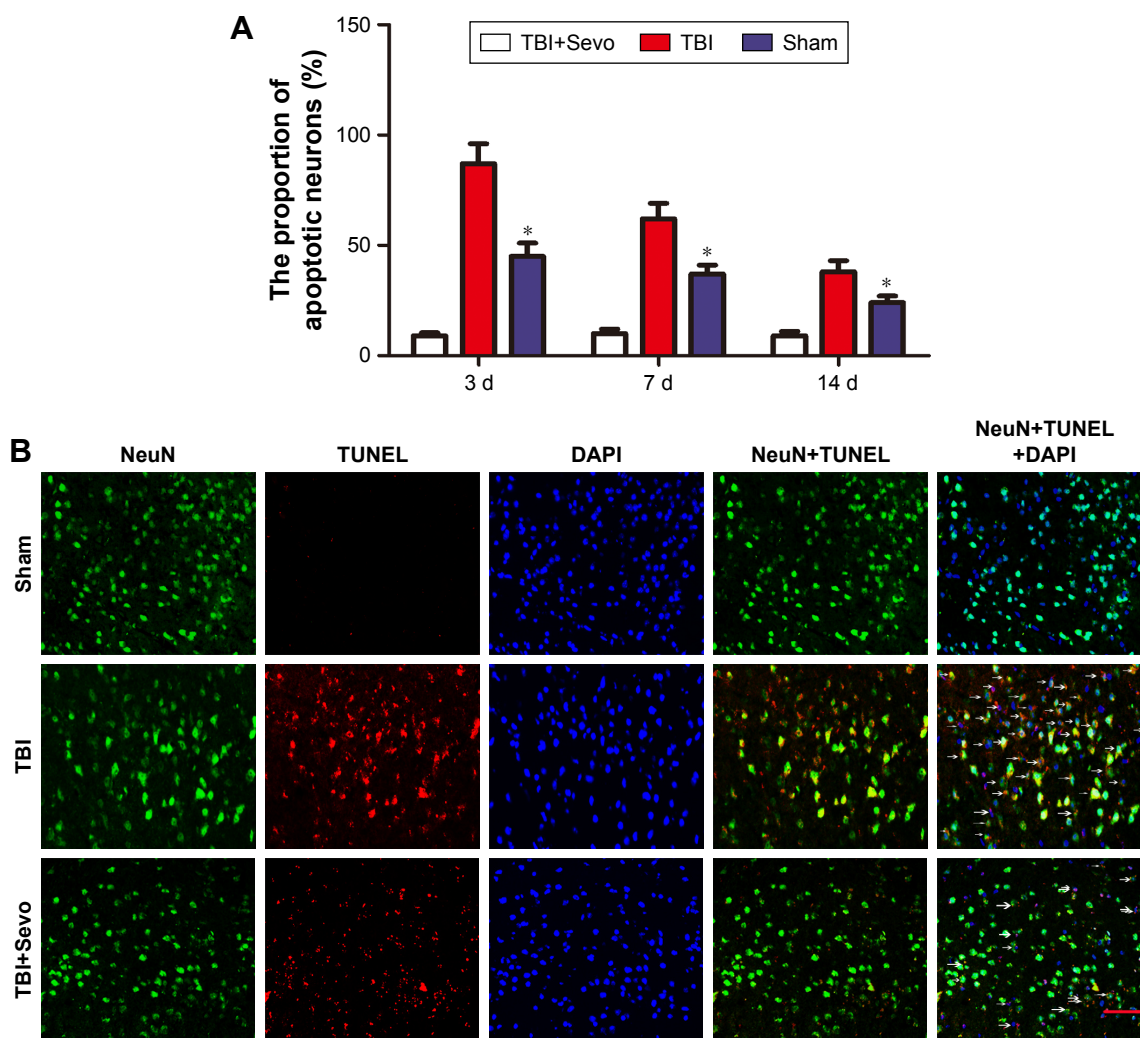 A
TBI+Sevo TBI Sham
The proportion of
apoptotic neurons (%)
150
100
50
0
* * *
3 d 7 d 14 d
B
NeuN TUNEL DAPI NeuN+TUNEL NeuN+TUNEL
+DAPI
Sham
TBI
TBI+Sevo